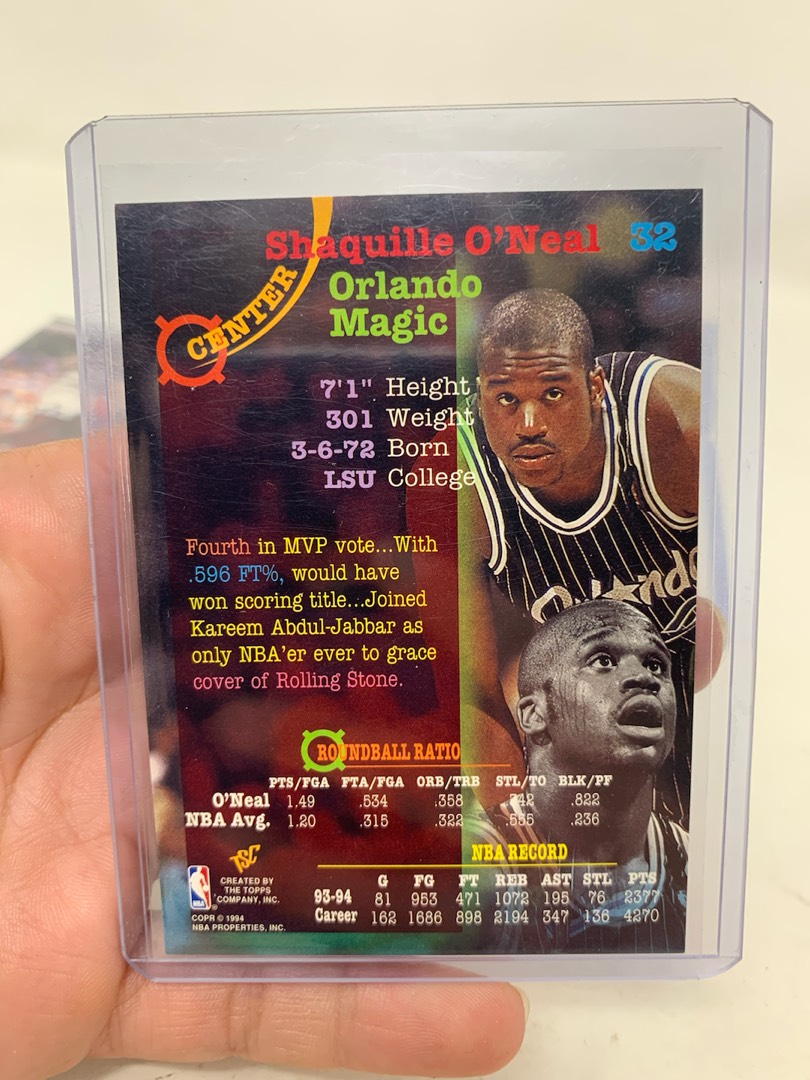 Shaquille O'Neal 32
CENTER
Orlando
Magic
7'1" Height
301 Weight
3-6-72 Born
LSU College
Fourth in MVP vote...With
.596 FT%, would have
won scoring title...Joined
Kareem Abdul-Jabbar as
only NBA'er ever to grace
cover of Rolling Stone.
Orlando
ROUNDBALL RATIO
PTS/FGA FTA/FGA ORB/TRB STL/TO BLK/PF
O'Neal 1.49 .534 .358 .342 .822
NBA Avg. 1.20 .315 .322 .555 .236
NBA RECORD
G FG FT REB AST STL PTS
93-94 81 953 471 1072 195 76 2377
Career 162 1686 898 2194 347 136 4270
TSC
CREATED BY
THE TOPPS
COMPANY, INC.
NBA
COPR © 1994
NBA PROPERTIES, INC.